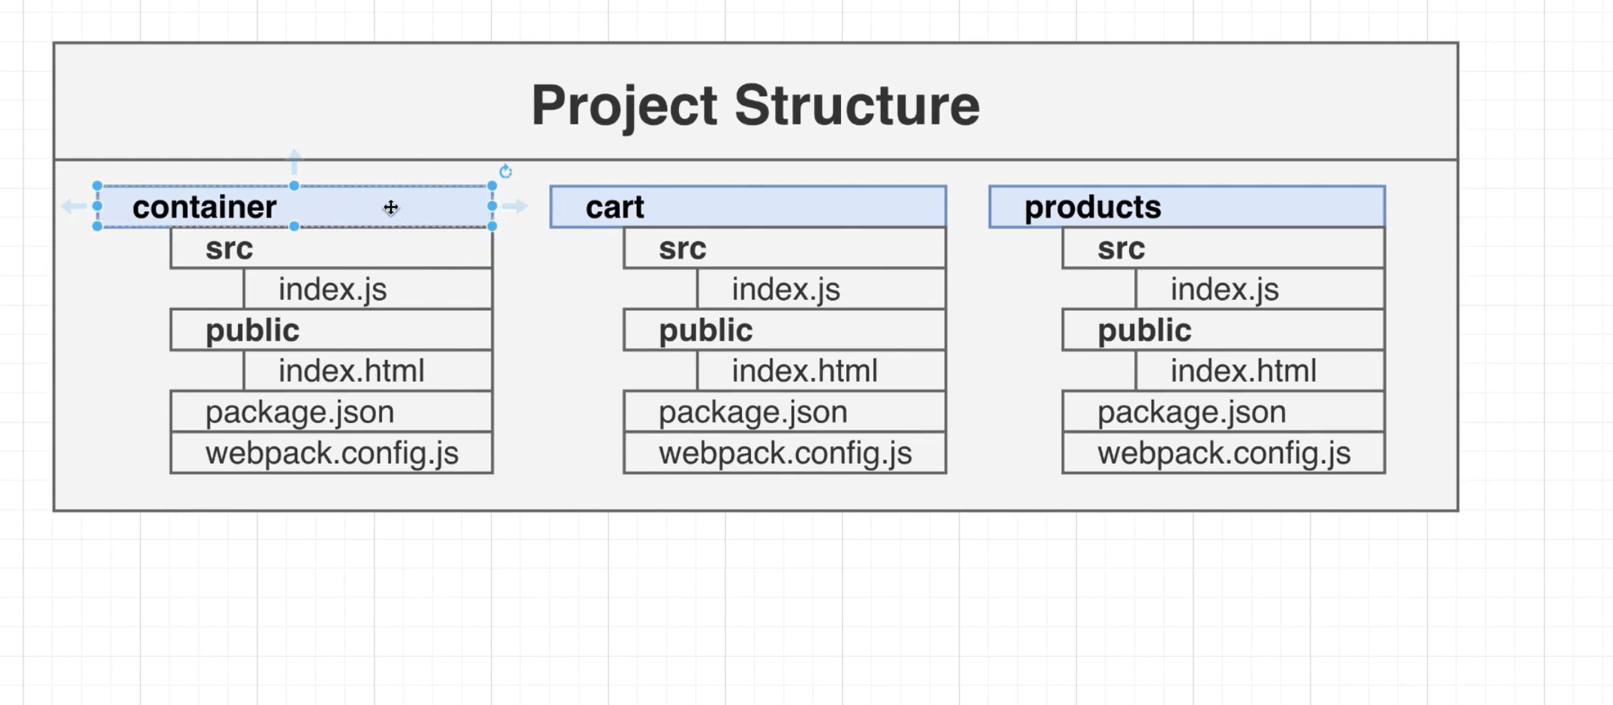 Project Structure
container
src
index.js
public
index.html
package.json
webpack.config.js
cart
src
index.js
public
index.html
package.json
webpack.config.js
products
src
index.js
public
index.html
package.json
webpack.config.js